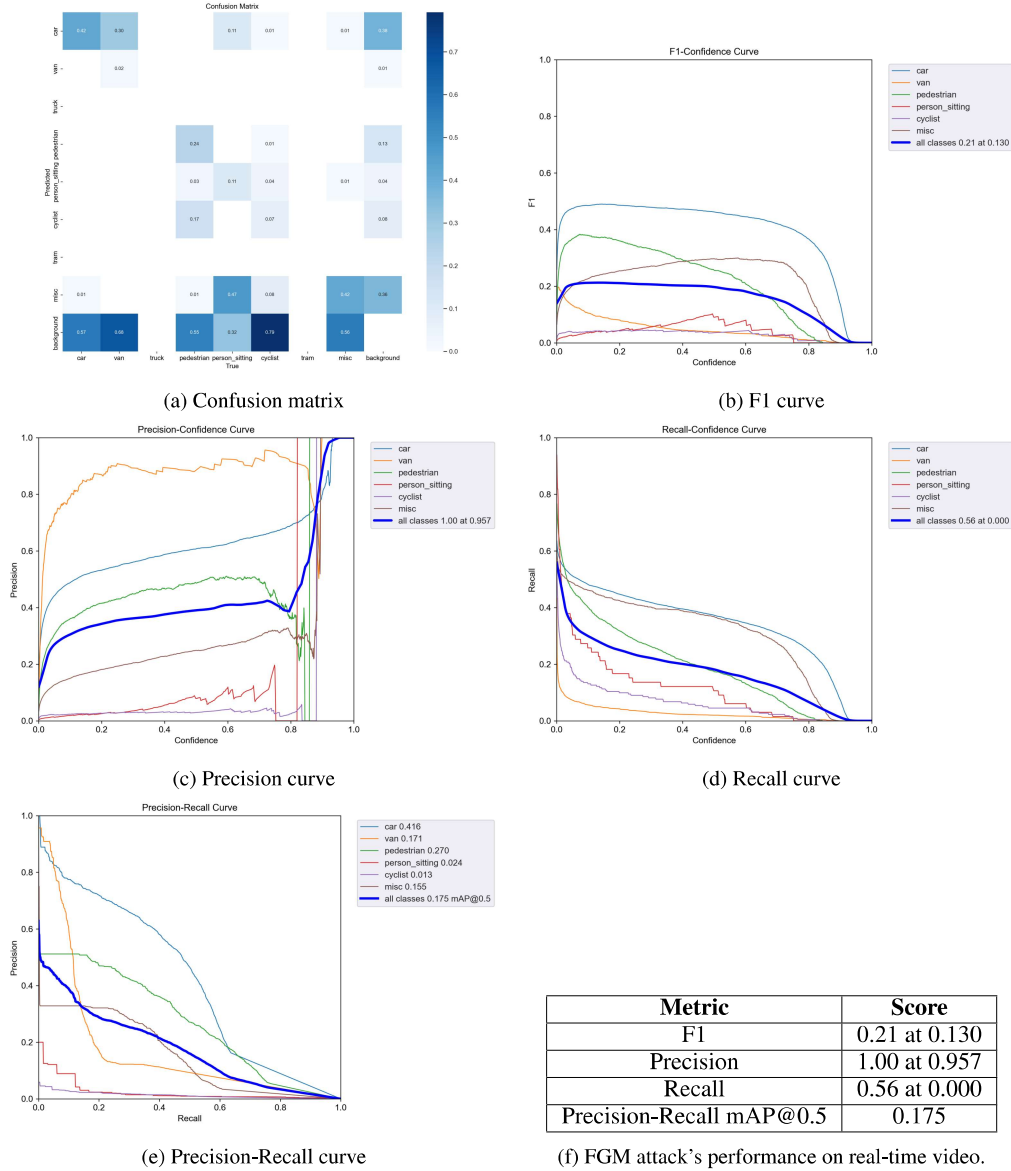 Confusion Matrix
car
van
truck
pedestrian
person_sitting
cyclist
tram
misc
background
Predicted
0.42 0.30 0.11 0.01 0.01
0.02 0.01
0.24 0.01 0.13
0.03 0.11 0.04 0.01 0.04
0.17 0.07 0.08
0.01 0.01 0.47 0.08 0.42
0.57 0.68 0.55 0.32 0.79 0.56
car van truck pedestrian person_sitting cyclist tram misc background
True
0.7
0.6
0.5
0.4
0.3
0.2
0.1
0.0
(a) Confusion matrix
F1-Confidence Curve
1.0
0.8
0.6
0.4
0.2
0.0
F1
0.0 0.2 0.4 0.6 0.8 1.0
Confidence
car
van
pedestrian
person_sitting
cyclist
misc
all classes 0.21 at 0.130
(b) F1 curve
Precision-Confidence Curve
1.0
0.8
0.6
0.4
0.2
0.0
Precision
0.0 0.2 0.4 0.6 0.8 1.0
Confidence
car
van
pedestrian
person_sitting
cyclist
misc
all classes 1.00 at 0.957
(c) Precision curve
Recall-Confidence Curve
1.0
0.8
0.6
0.4
0.2
0.0
Recall
0.0 0.2 0.4 0.6 0.8 1.0
Confidence
car
van
pedestrian
person_sitting
cyclist
misc
all classes 0.56 at 0.000
(d) Recall curve
Precision-Recall Curve
1.0
0.8
0.6
0.4
0.2
0.0
Precision
0.0 0.2 0.4 0.6 0.8 1.0
Recall
car 0.416
van 0.171
pedestrian 0.270
person_sitting 0.024
cyclist 0.013
misc 0.155
all classes 0.175 mAP@0.5
(e) Precision-Recall curve
Metric Score
F1 0.21 at 0.130
Precision 1.00 at 0.957
Recall 0.56 at 0.000
Precision-Recall mAP@0.5 0.175
(f) FGM attack's performance on real-time video.